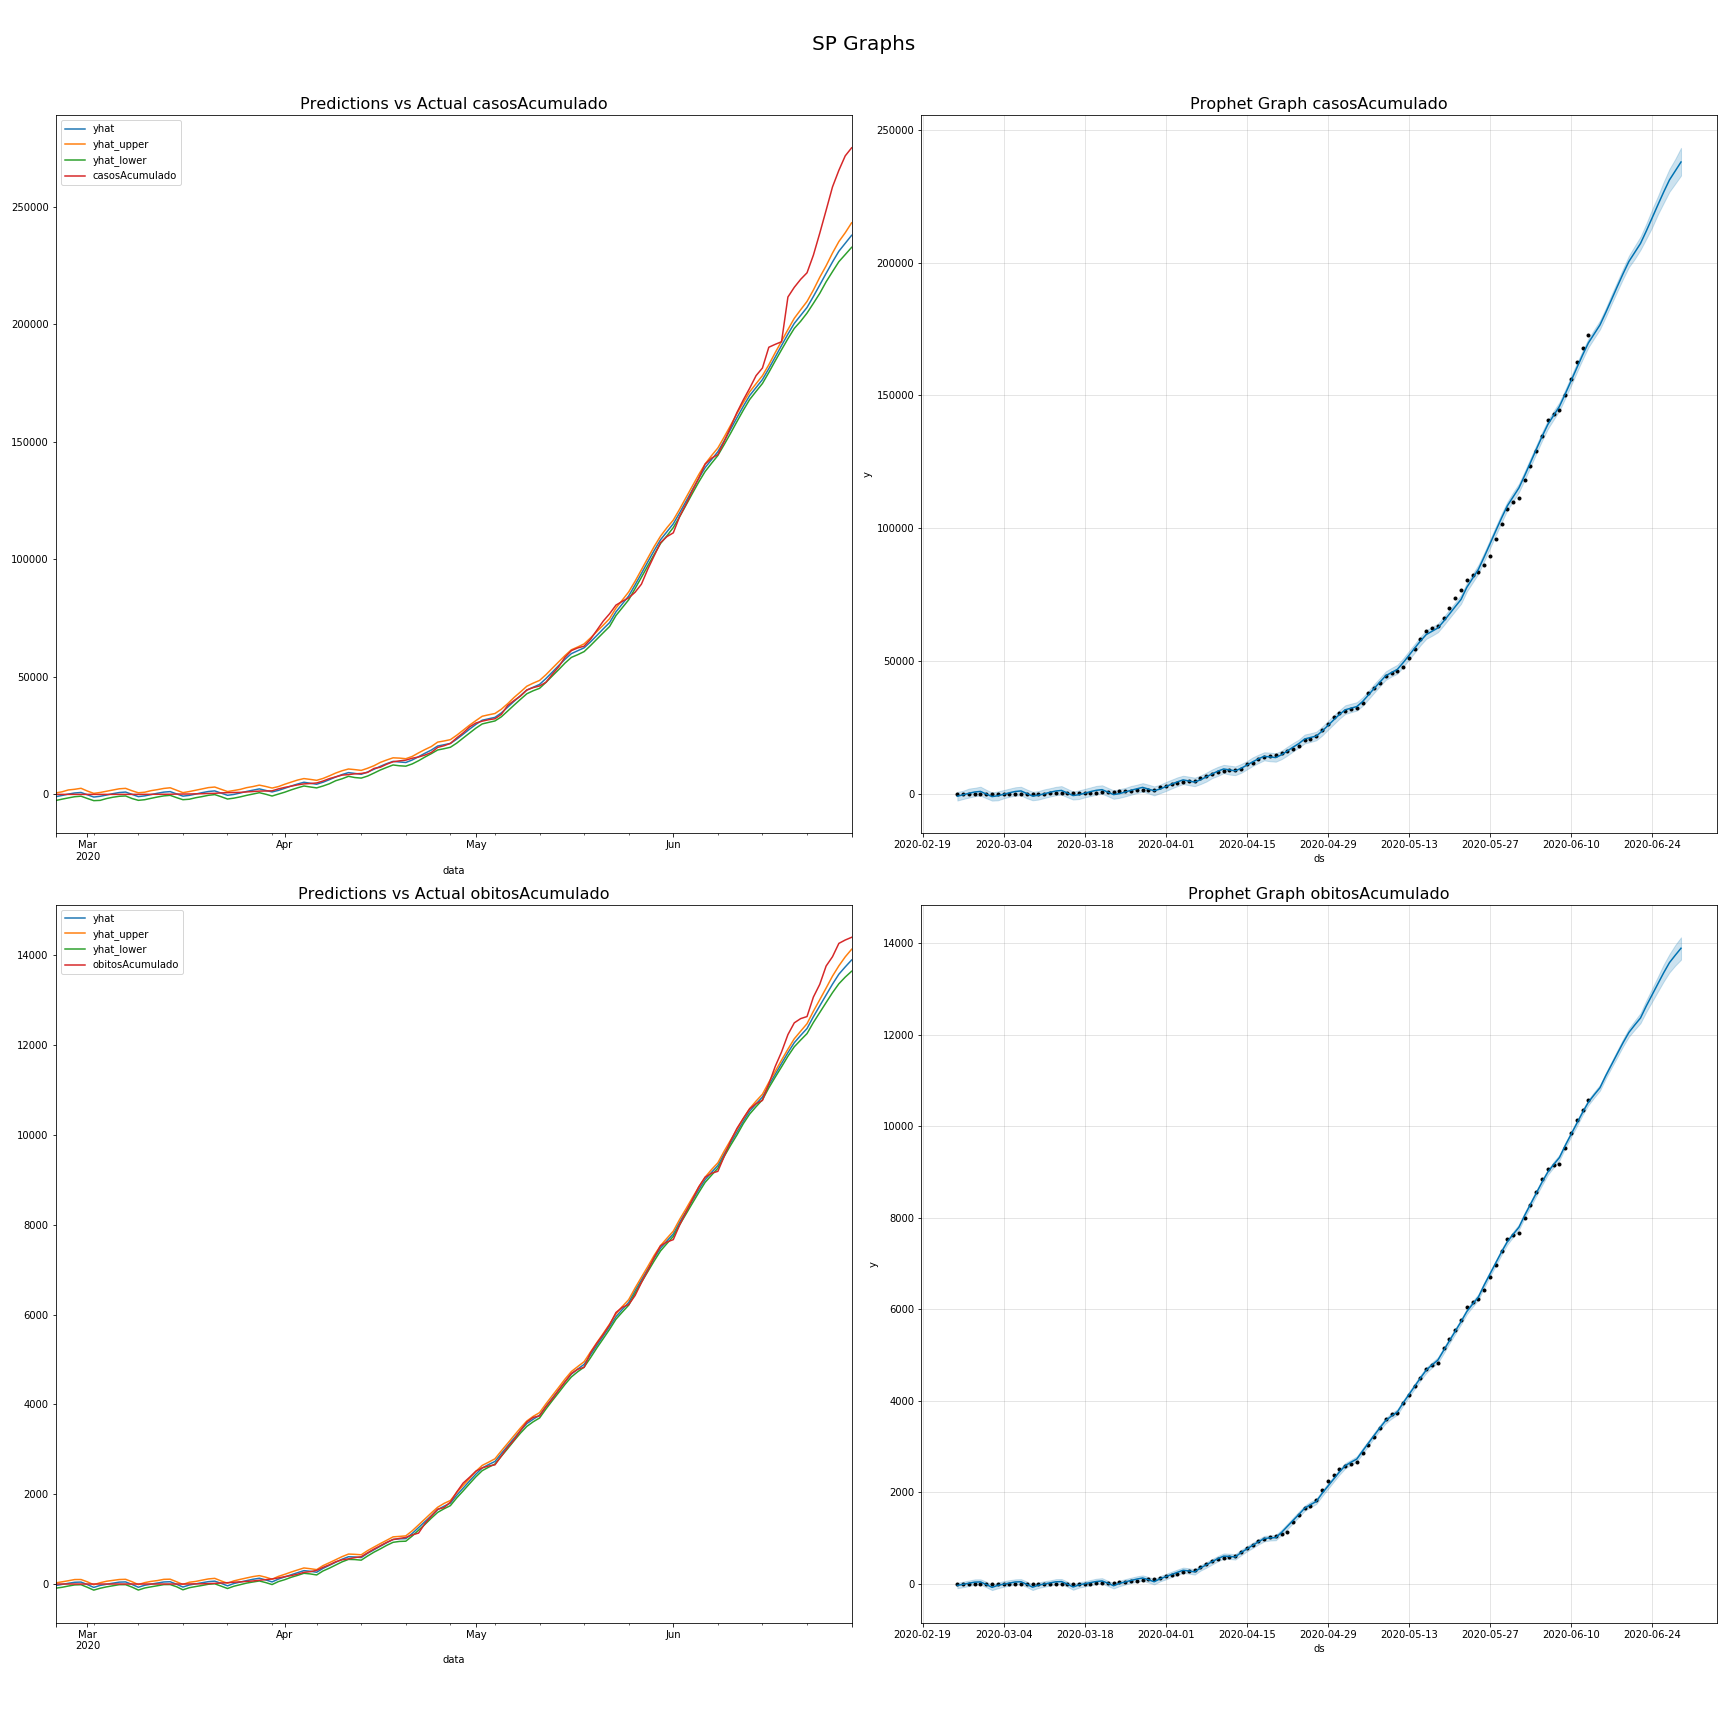 SP Graphs
Predictions vs Actual casosAcumulado
yhat
yhat_upper
yhat_lower
casosAcumulado
250000
200000
150000
100000
50000
0
Mar
2020
Apr
May
Jun
data
Prophet Graph casosAcumulado
250000
200000
150000
100000
50000
0
y
2020-02-19
2020-03-04
2020-03-18
2020-04-01
2020-04-15
2020-04-29
2020-05-13
2020-05-27
2020-06-10
2020-06-24
ds
Predictions vs Actual obitosAcumulado
yhat
yhat_upper
yhat_lower
obitosAcumulado
14000
12000
10000
8000
6000
4000
2000
0
Mar
2020
Apr
May
Jun
data
Prophet Graph obitosAcumulado
14000
12000
10000
8000
6000
4000
2000
0
y
2020-02-19
2020-03-04
2020-03-18
2020-04-01
2020-04-15
2020-04-29
2020-05-13
2020-05-27
2020-06-10
2020-06-24
ds